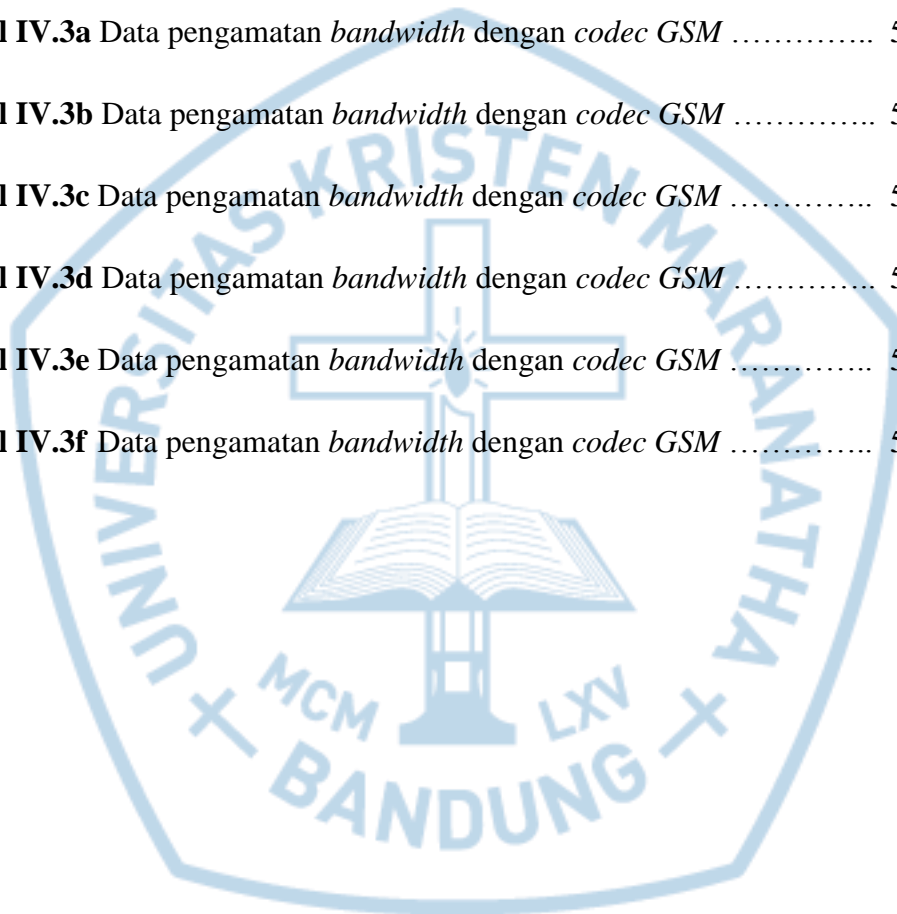 l IV.3a Data pengamatan bandwidth dengan codec GSM ………….. 5
l IV.3b Data pengamatan bandwidth dengan codec GSM ………….. 5
l IV.3c Data pengamatan bandwidth dengan codec GSM ………….. 5
l IV.3d Data pengamatan bandwidth dengan codec GSM ………….. 5
l IV.3e Data pengamatan bandwidth dengan codec GSM ………….. 5
l IV.3f Data pengamatan bandwidth dengan codec GSM ………….. 5
UNIVERSITAS KRISTEN MARANATHA
MCM LXV
BANDUNG